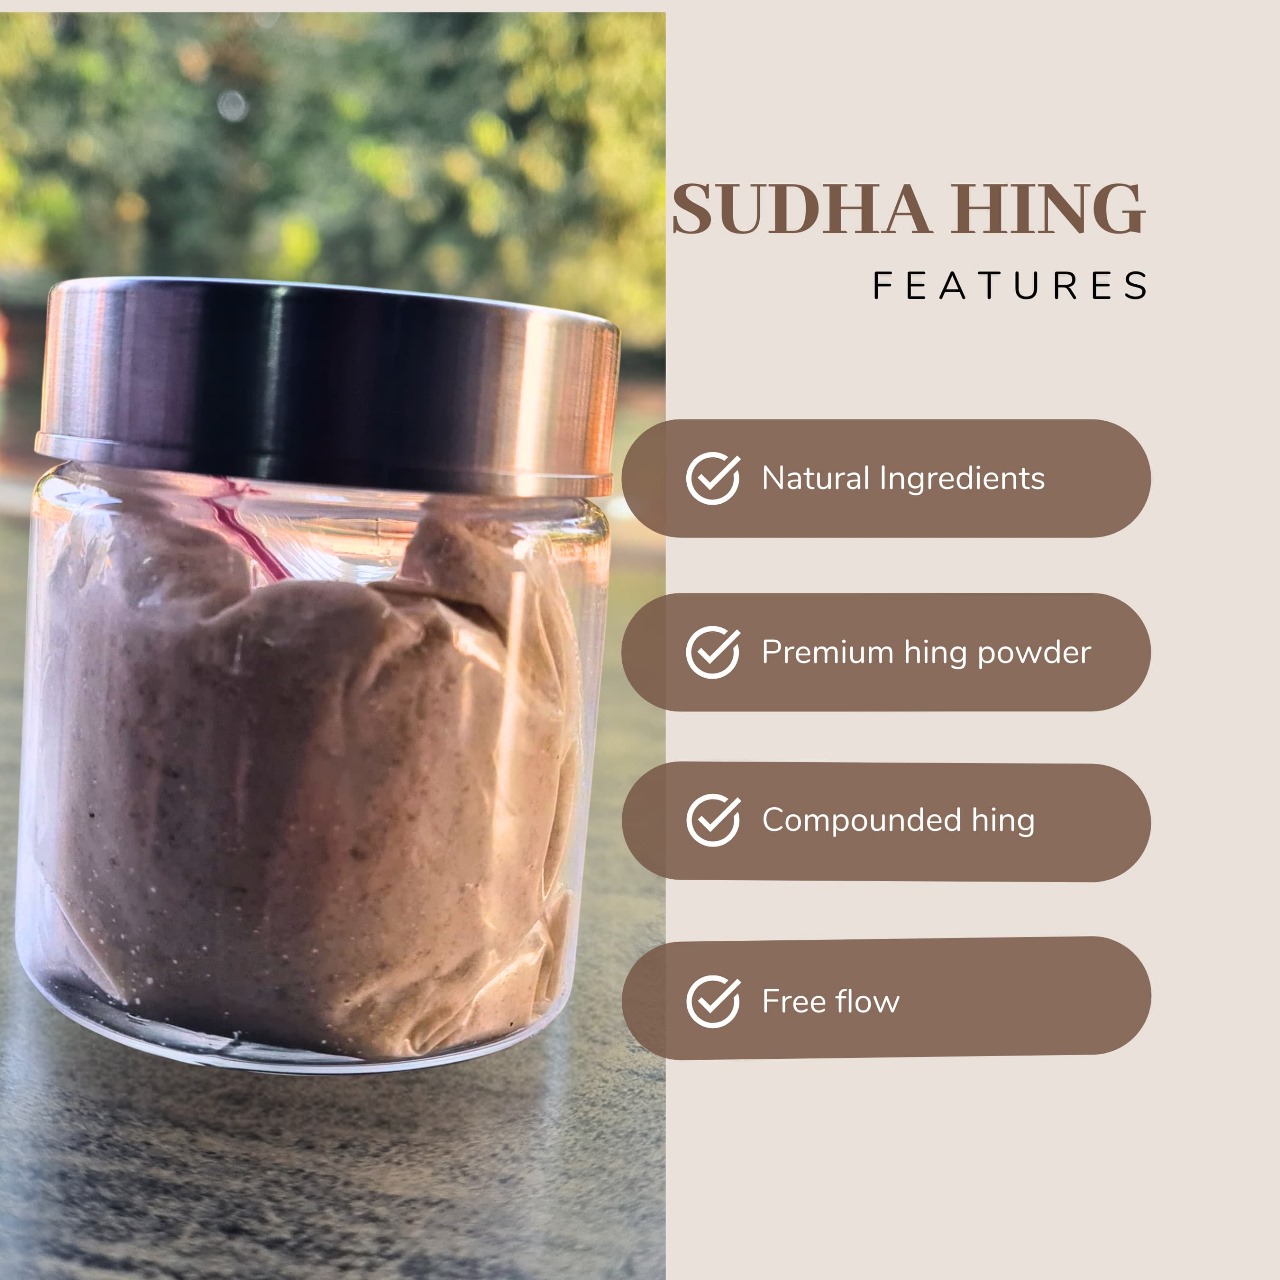 SUDHA HING
FEATURES
Natural Ingredients
Premium hing powder
Compounded hing
Free flow